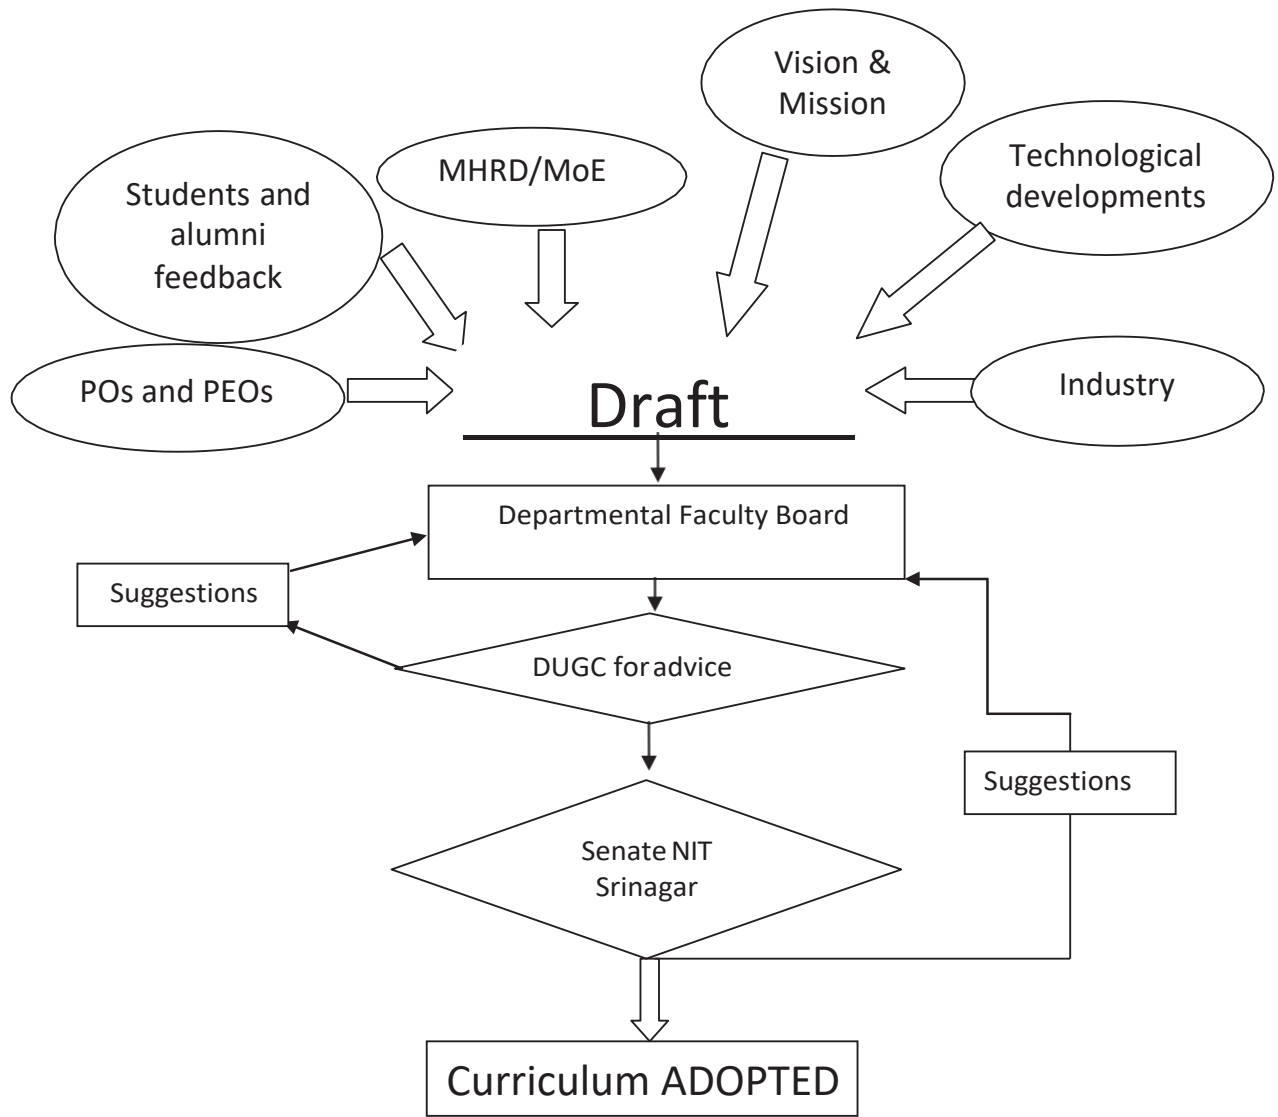 Vision &
Mission
Technological
developments
MHRD/MoE
Students and
alumni
feedback
POs and PEOs
Industry
Draft
Departmental Faculty Board
Suggestions
DUGC for advice
Suggestions
Senate NIT
Srinagar
Curriculum ADOPTED